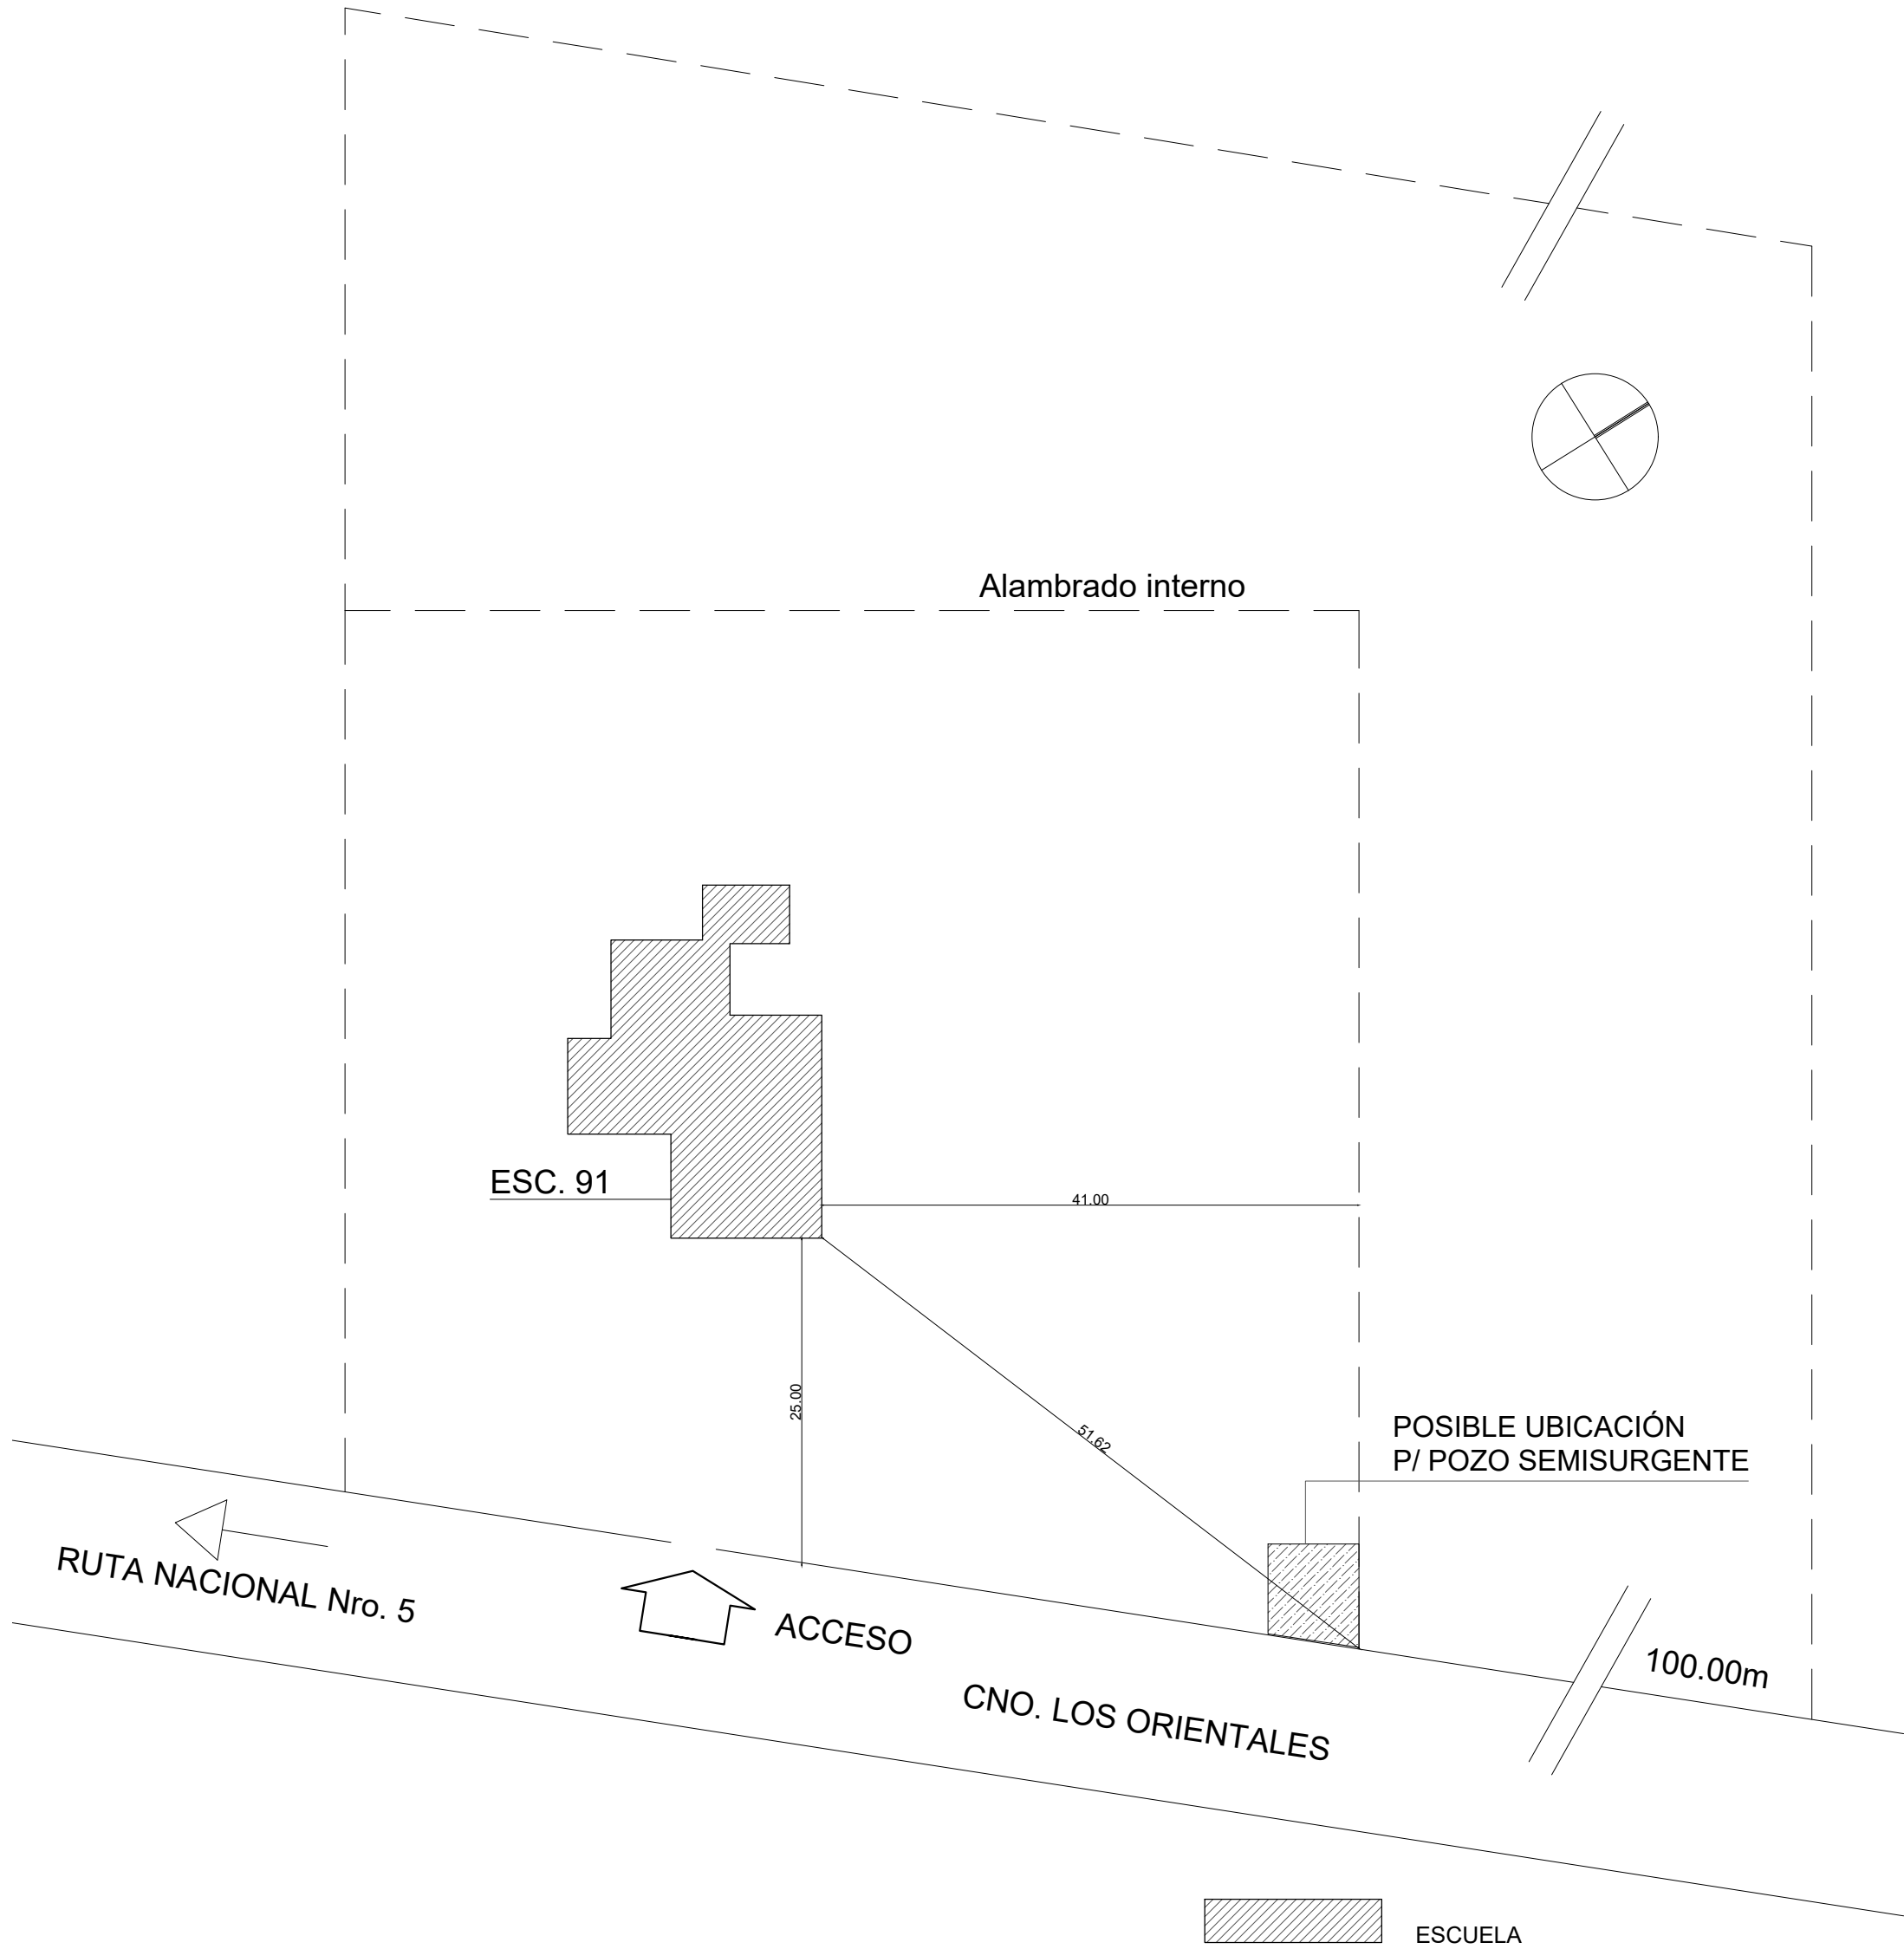 Alambrado interno
ESC. 91
41.00
25.00
51.62
POSIBLE UBICACIÓN
P/ POZO SEMISURGENTE
RUTA NACIONAL Nro. 5
ACCESO
100.00m
CNO. LOS ORIENTALES
ESCUELA